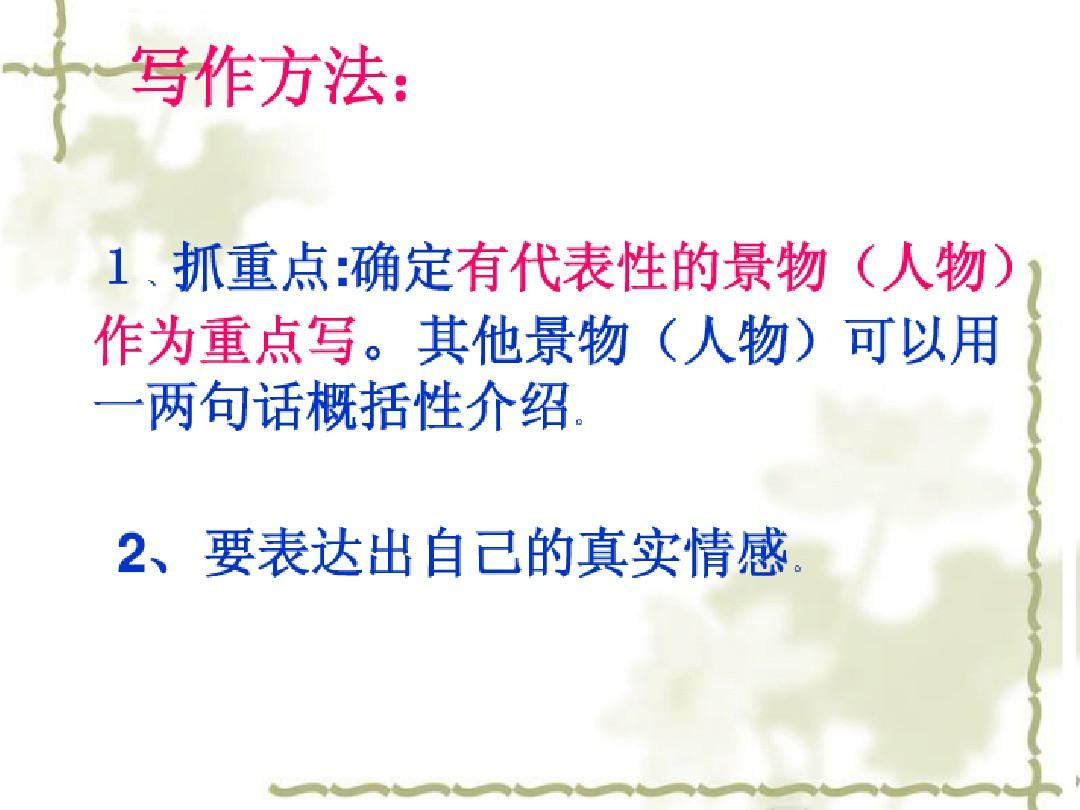 写作方法：
１、抓重点:确定有代表性的景物（人物）
作为重点写。其他景物（人物）可以用
一两句话概括性介绍。
2、要表达出自己的真实情感。